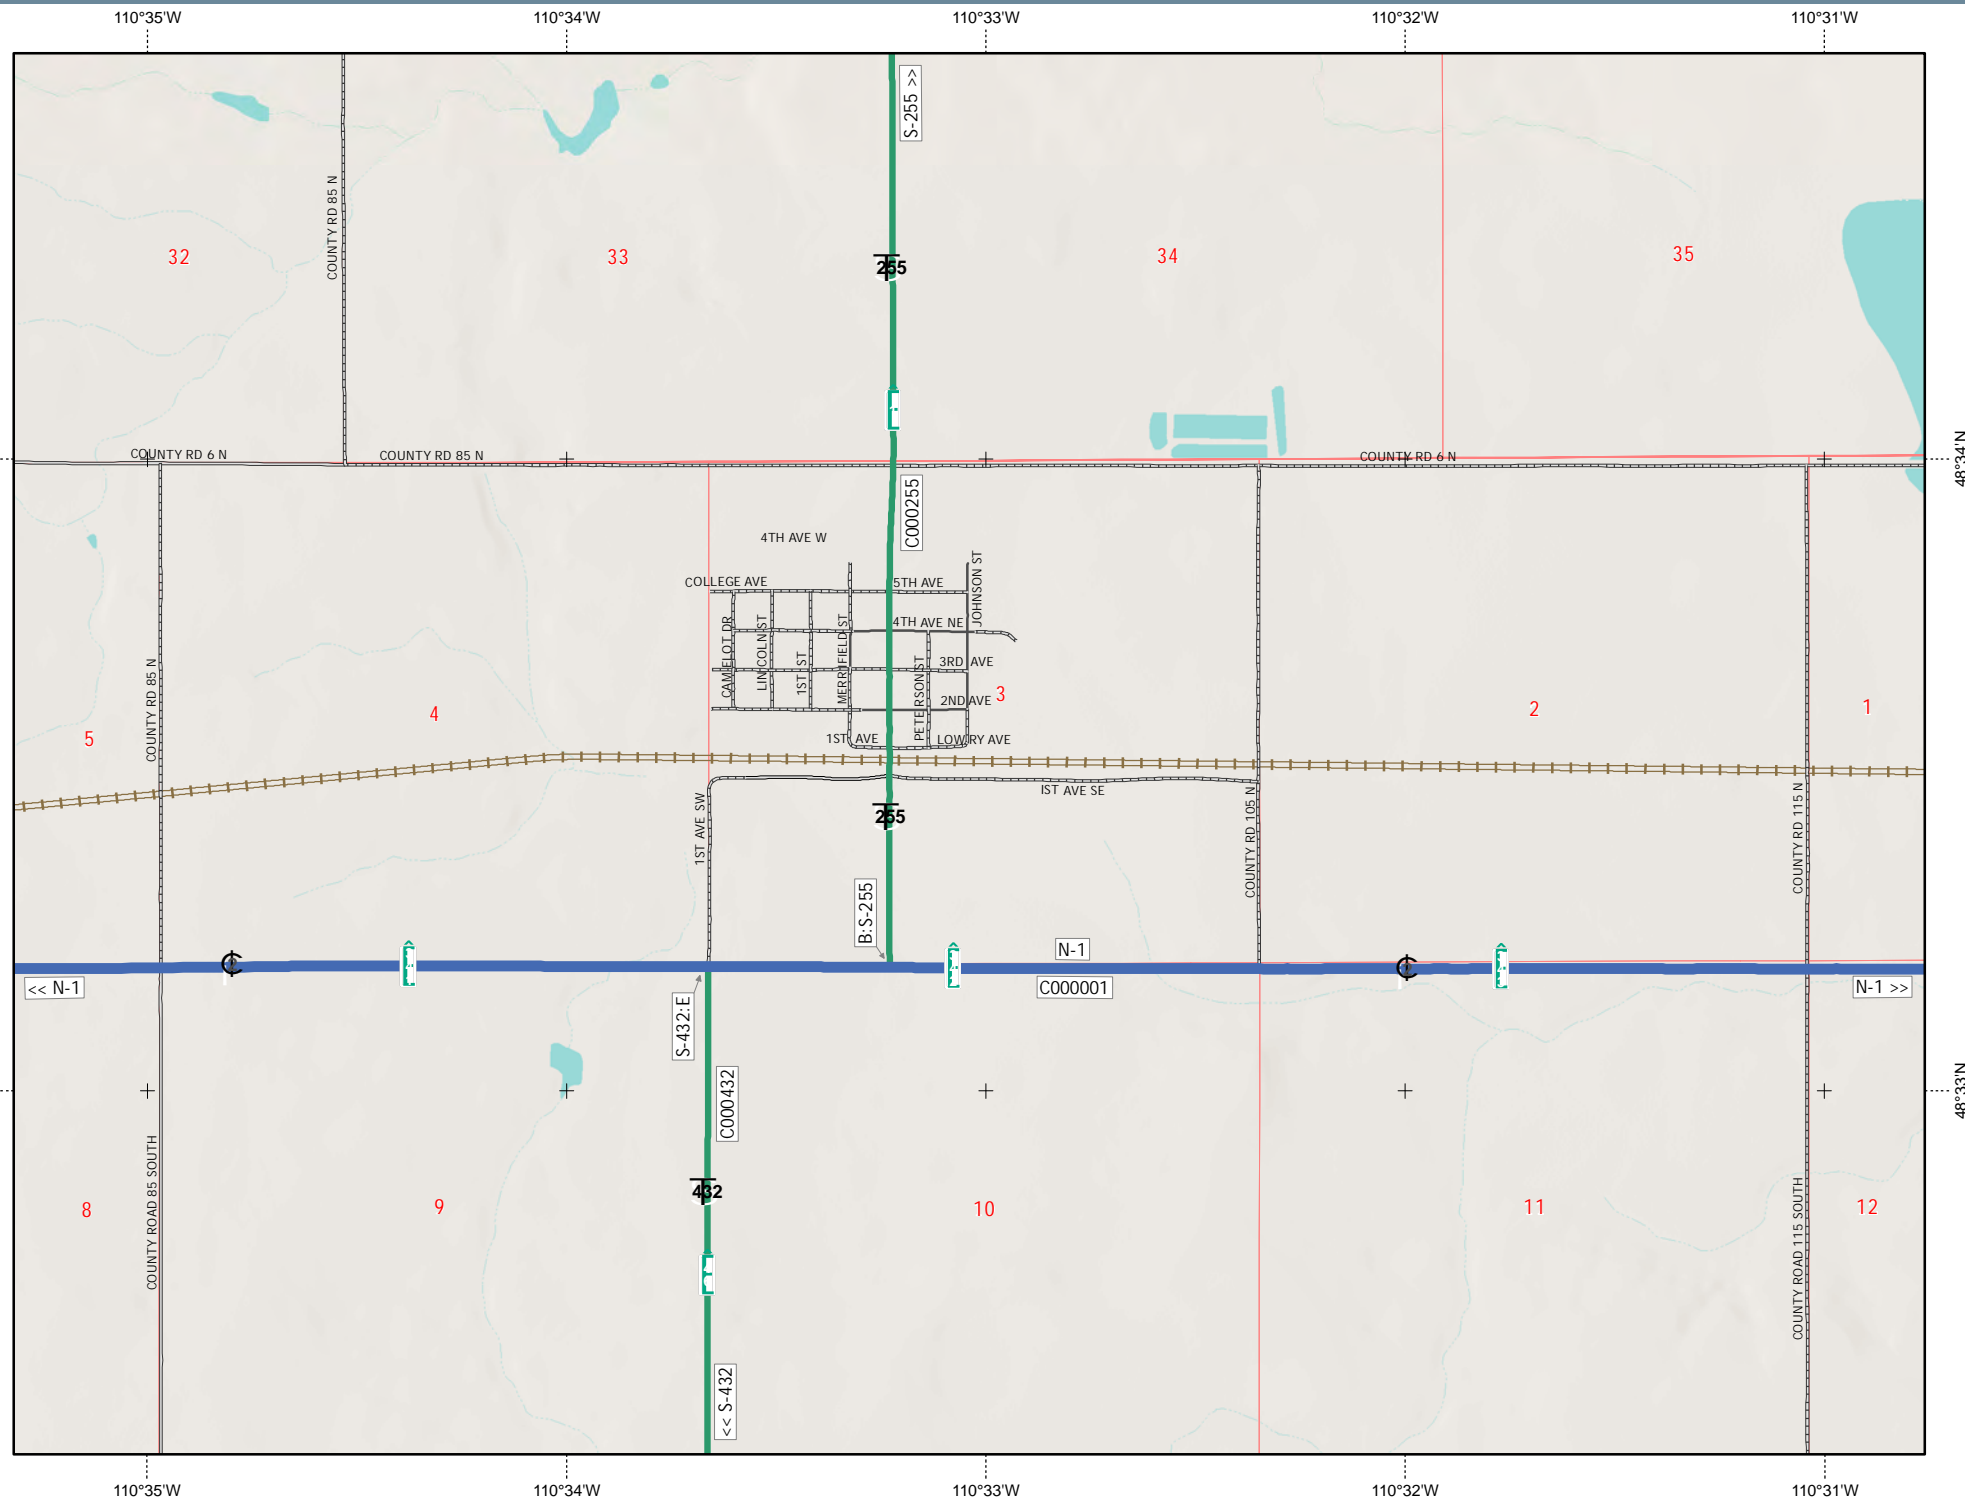 110°35'W
110°34'W
110°33'W
110°32'W
110°31'W
S-255 >>
COUNTY RD 85 N
32
33
34
35
255
COUNTY RD 6 N
COUNTY RD 85 N
COUNTY RD 6 N
48°34'N
C000255
4TH AVE W
COLLEGE AVE
5TH AVE
JOHNSON ST
4TH AVE NE
CAMELOT DR
LINCOLN ST
1ST ST
MERRIFIELD ST
PETERSON ST
3RD AVE
2ND AVE
3
COUNTY RD 85 N
5
4
2
1
1ST AVE
LOWRY AVE
IST AVE SE
1ST AVE SW
255
COUNTY RD 105 N
COUNTY RD 115 N
B:S-255
N-1
<< N-1
C000001
N-1 >>
S-432:E
C000432
48°33'N
COUNTY ROAD 85 SOUTH
COUNTY ROAD 115 SOUTH
432
8
9
10
11
12
<< S-432
110°35'W
110°34'W
110°33'W
110°32'W
110°31'W